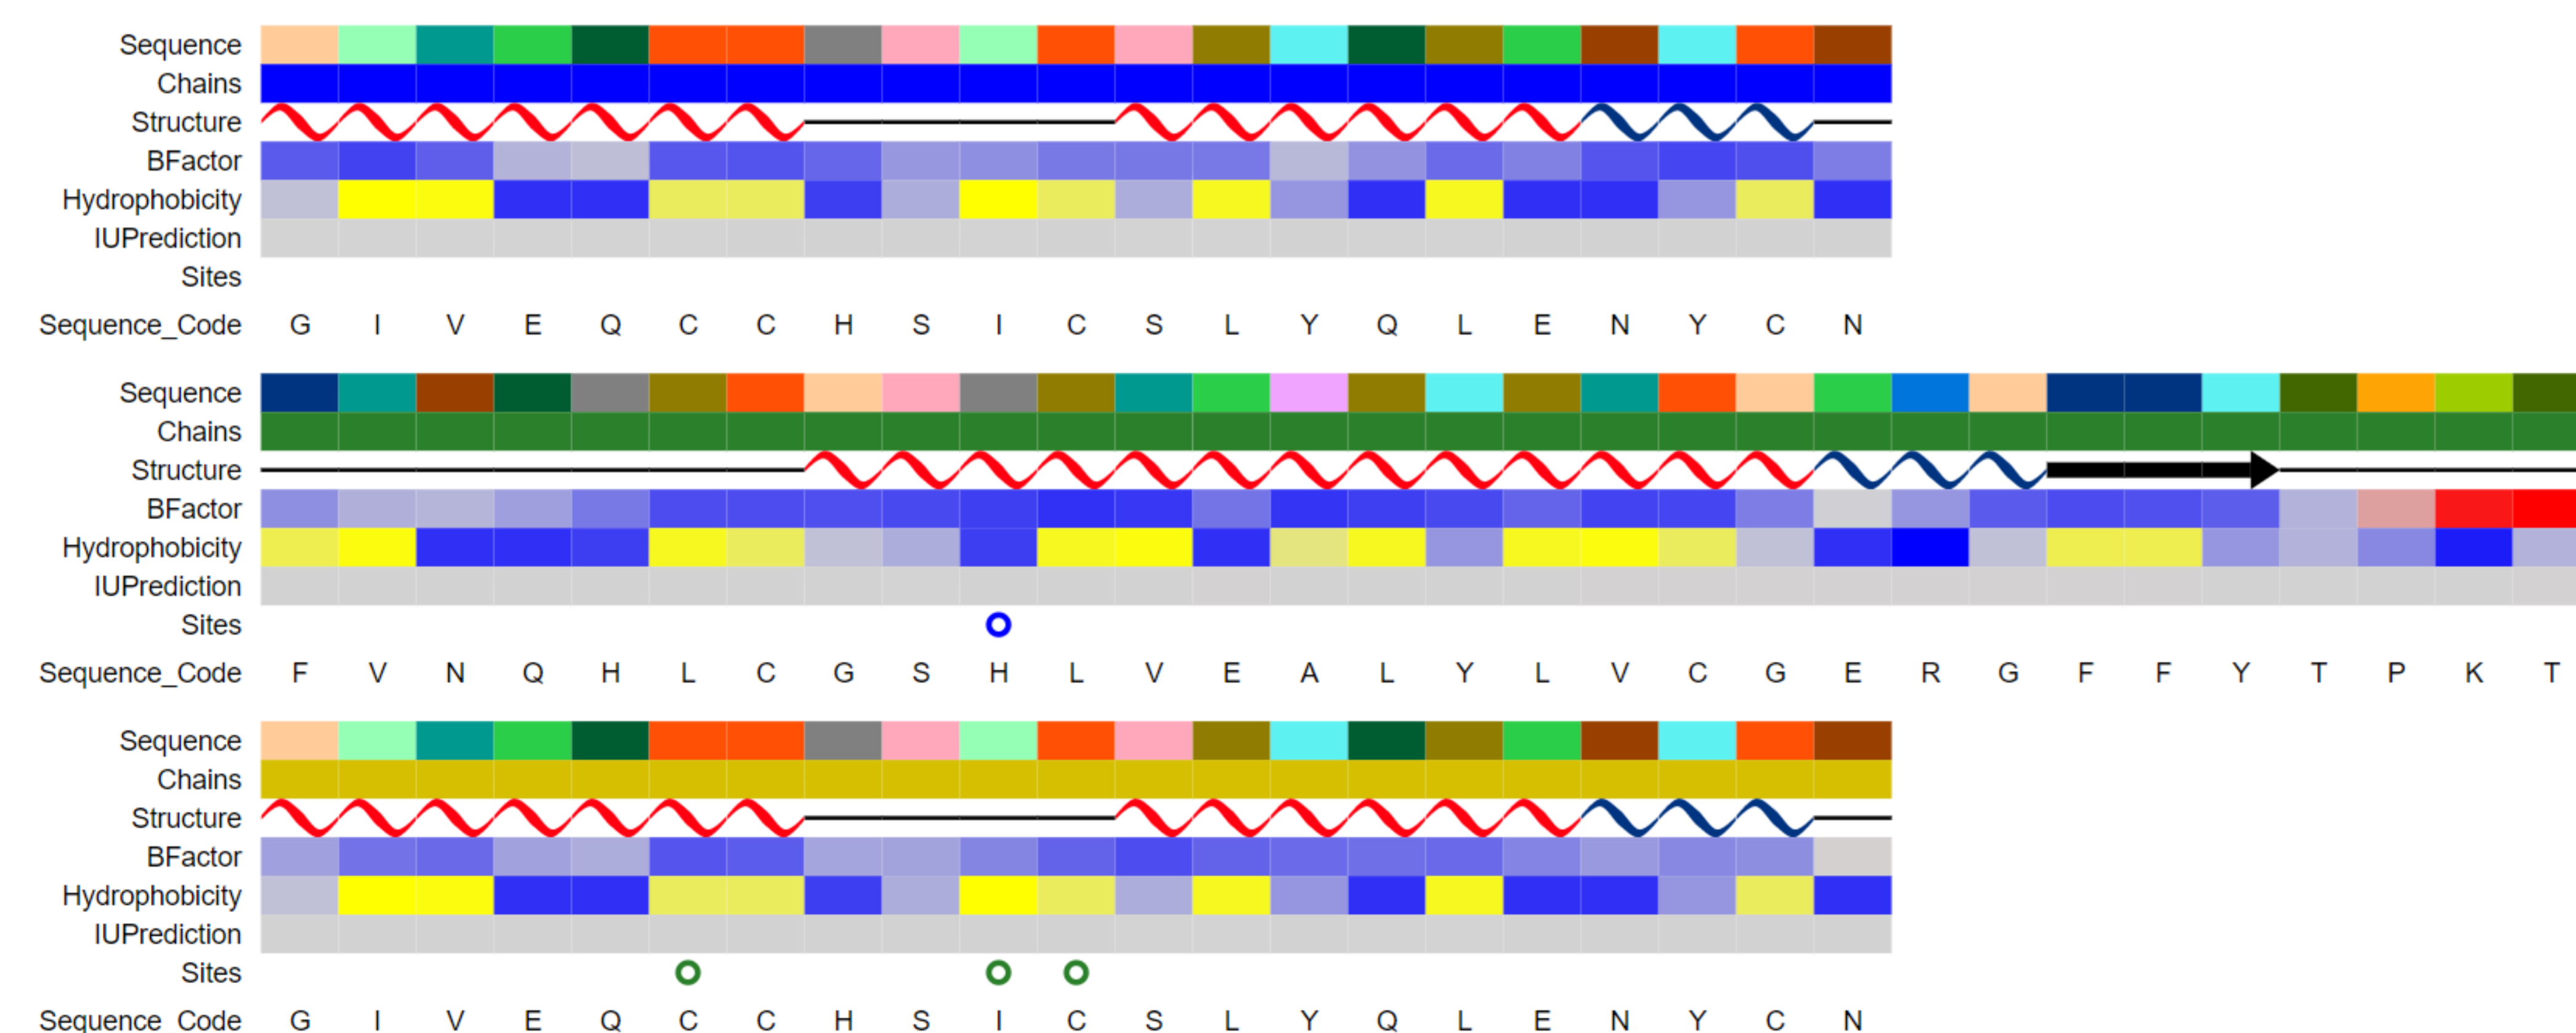 Sequence
Chains
Structure
BFactor
Hydrophobicity
IUPrediction
Sites
Sequence_Code G I V E Q C C H S I C S L Y Q L E N Y C N
Sequence
Chains
Structure
BFactor
Hydrophobicity
IUPrediction
Sites
Sequence_Code F V N Q H L C G S H L V E A L Y L V C G E R G F F Y T P K T
Sequence
Chains
Structure
BFactor
Hydrophobicity
IUPrediction
Sites
Sequence_Code G I V E Q C C H S I C S L Y Q L E N Y C N